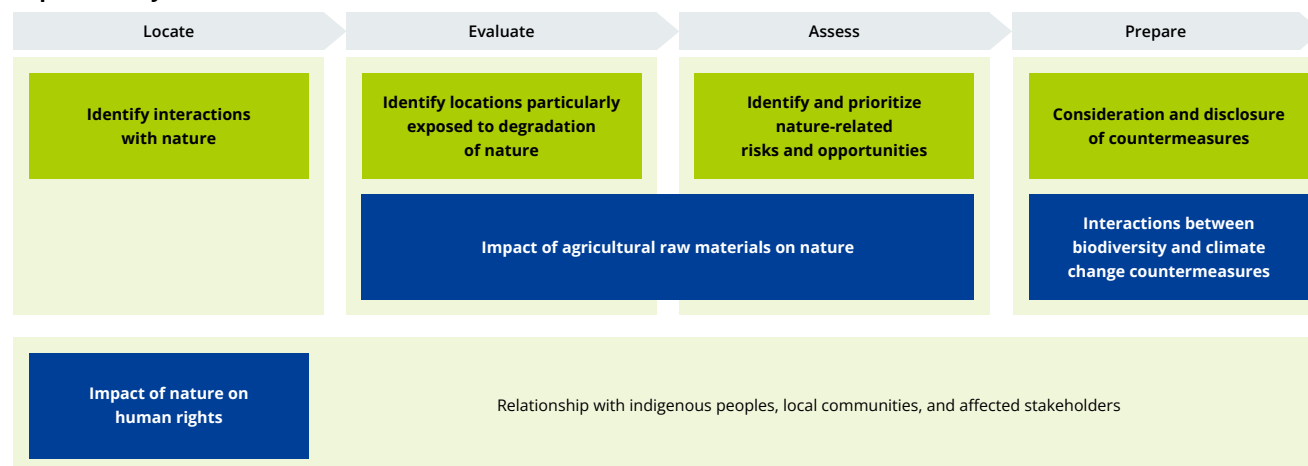 Locate
Evaluate
Assess
Prepare
Identify interactions
with nature
Identify locations particularly
exposed to degradation
of nature
Identify and prioritize
nature-related
risks and opportunities
Consideration and disclosure
of countermeasures
Impact of agricultural raw materials on nature
Interactions between
biodiversity and climate
change countermeasures
Impact of nature on
human rights
Relationship with indigenous peoples, local communities, and affected stakeholders